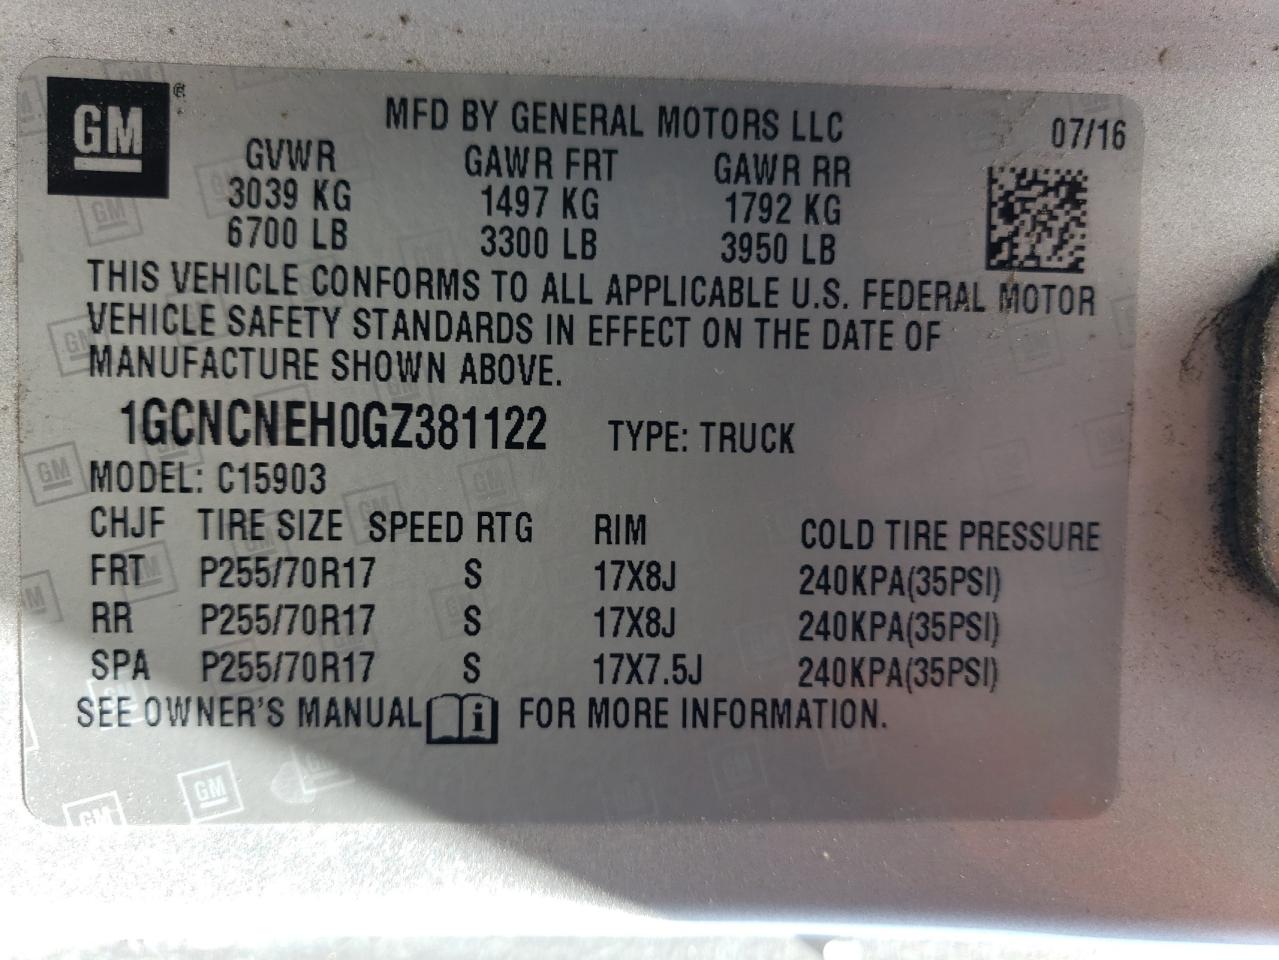 GM ®
MFD BY GENERAL MOTORS LLC
07/16
GVWR GAWR FRT GAWR RR
3039 KG 1497 KG 1792 KG
6700 LB 3300 LB 3950 LB
THIS VEHICLE CONFORMS TO ALL APPLICABLE U.S. FEDERAL MOTOR
VEHICLE SAFETY STANDARDS IN EFFECT ON THE DATE OF
MANUFACTURE SHOWN ABOVE.
1GCNCNEH0GZ381122 TYPE: TRUCK
MODEL: C15903
CHJF TIRE SIZE SPEED RTG RIM COLD TIRE PRESSURE
FRT P255/70R17 S 17X8J 240KPA(35PSI)
RR P255/70R17 S 17X8J 240KPA(35PSI)
SPA P255/70R17 S 17X7.5J 240KPA(35PSI)
SEE OWNER'S MANUAL i FOR MORE INFORMATION.